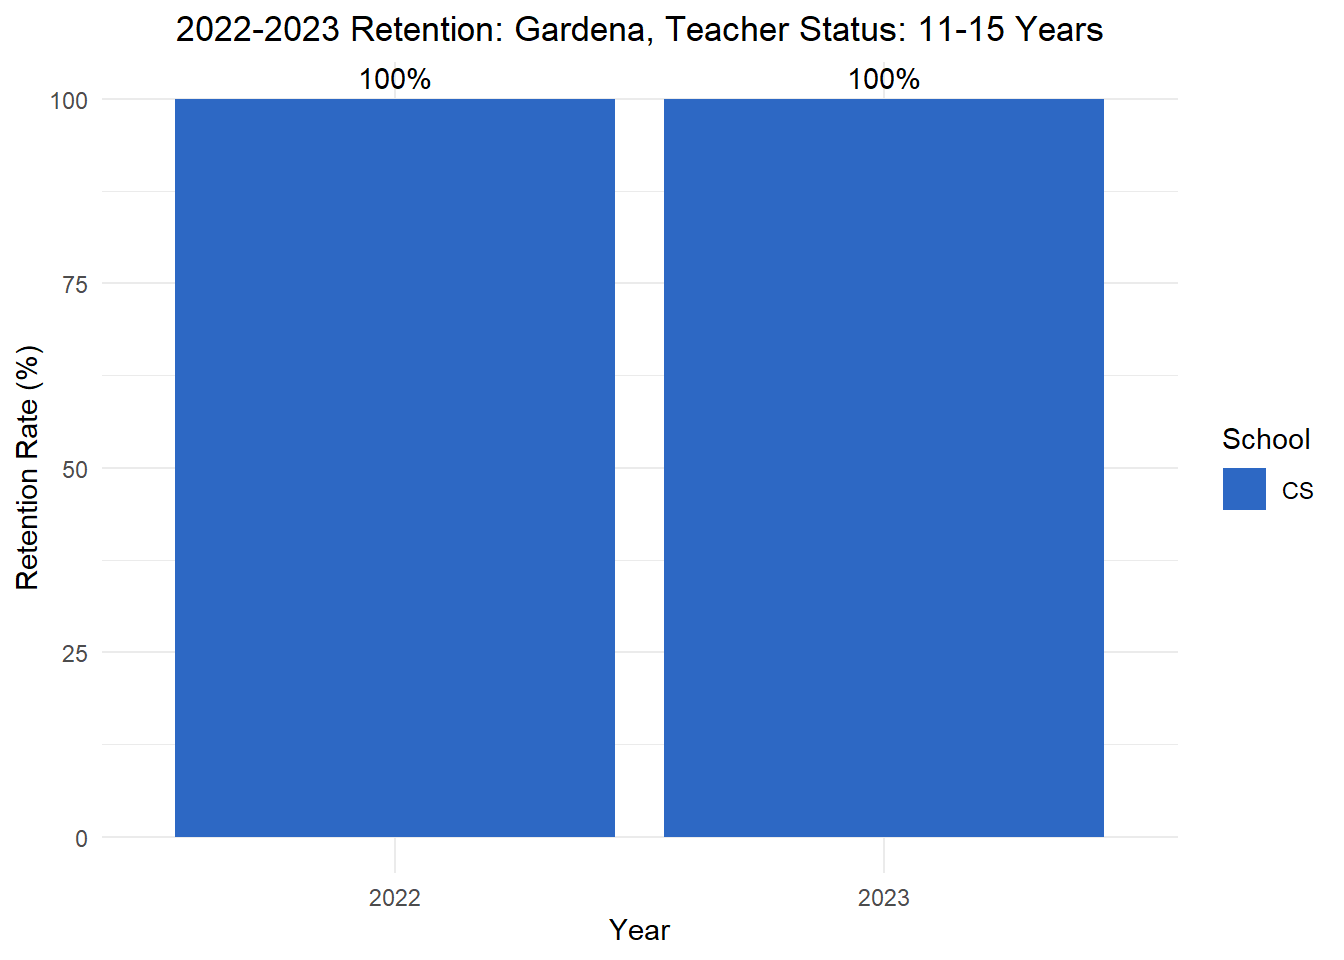 2022-2023 Retention: Gardena, Teacher Status: 11-15 Years
100%
100%
100
75
50
25
0
Retention Rate (%)
2022
2023
Year
School
CS